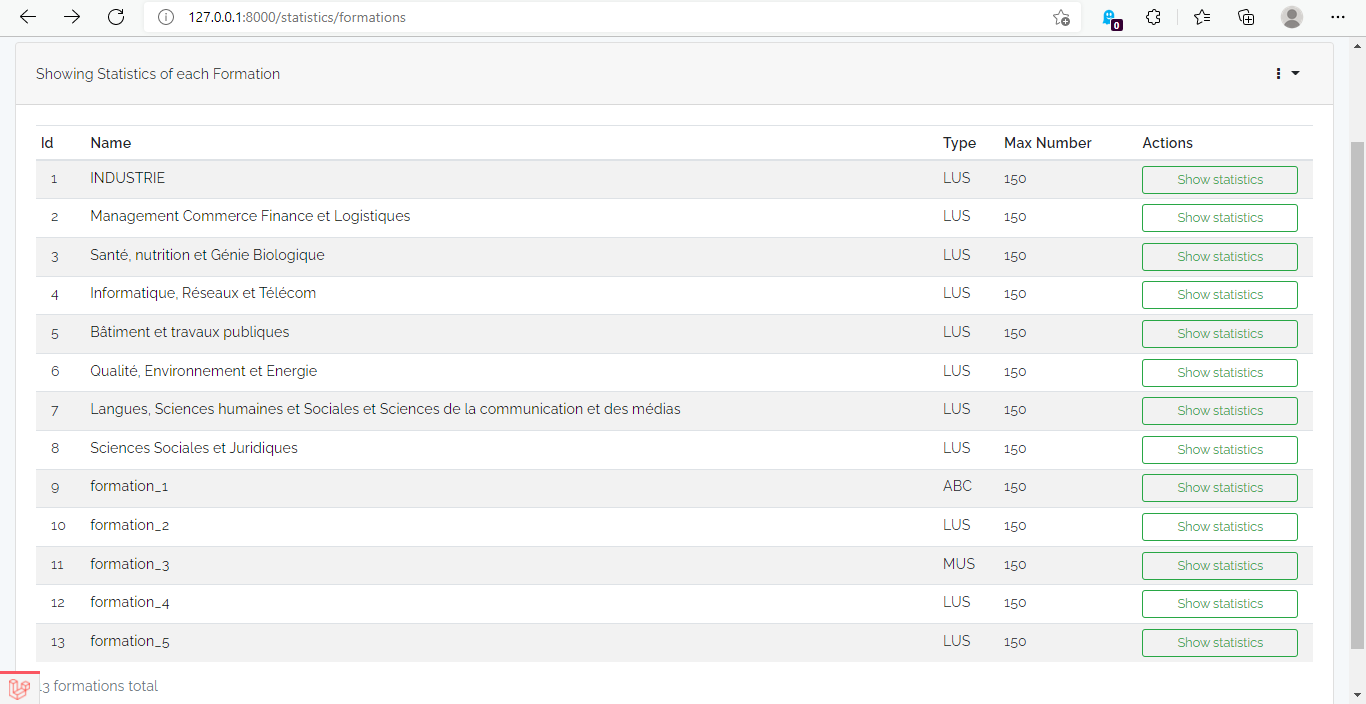 127.0.0.1:8000/statistics/formations
0
Showing Statistics of each Formation
Id Name Type Max Number Actions
1 INDUSTRIE LUS 150 Show statistics
2 Management Commerce Finance et Logistiques LUS 150 Show statistics
3 Santé, nutrition et Génie Biologique LUS 150 Show statistics
4 Informatique, Réseaux et Télécom LUS 150 Show statistics
5 Bâtiment et travaux publiques LUS 150 Show statistics
6 Qualité, Environnement et Energie LUS 150 Show statistics
7 Langues, Sciences humaines et Sociales et Sciences de la communication et des médias LUS 150 Show statistics
8 Sciences Sociales et Juridiques LUS 150 Show statistics
9 formation_1 ABC 150 Show statistics
10 formation_2 LUS 150 Show statistics
11 formation_3 MUS 150 Show statistics
12 formation_4 LUS 150 Show statistics
13 formation_5 LUS 150 Show statistics
13 formations total